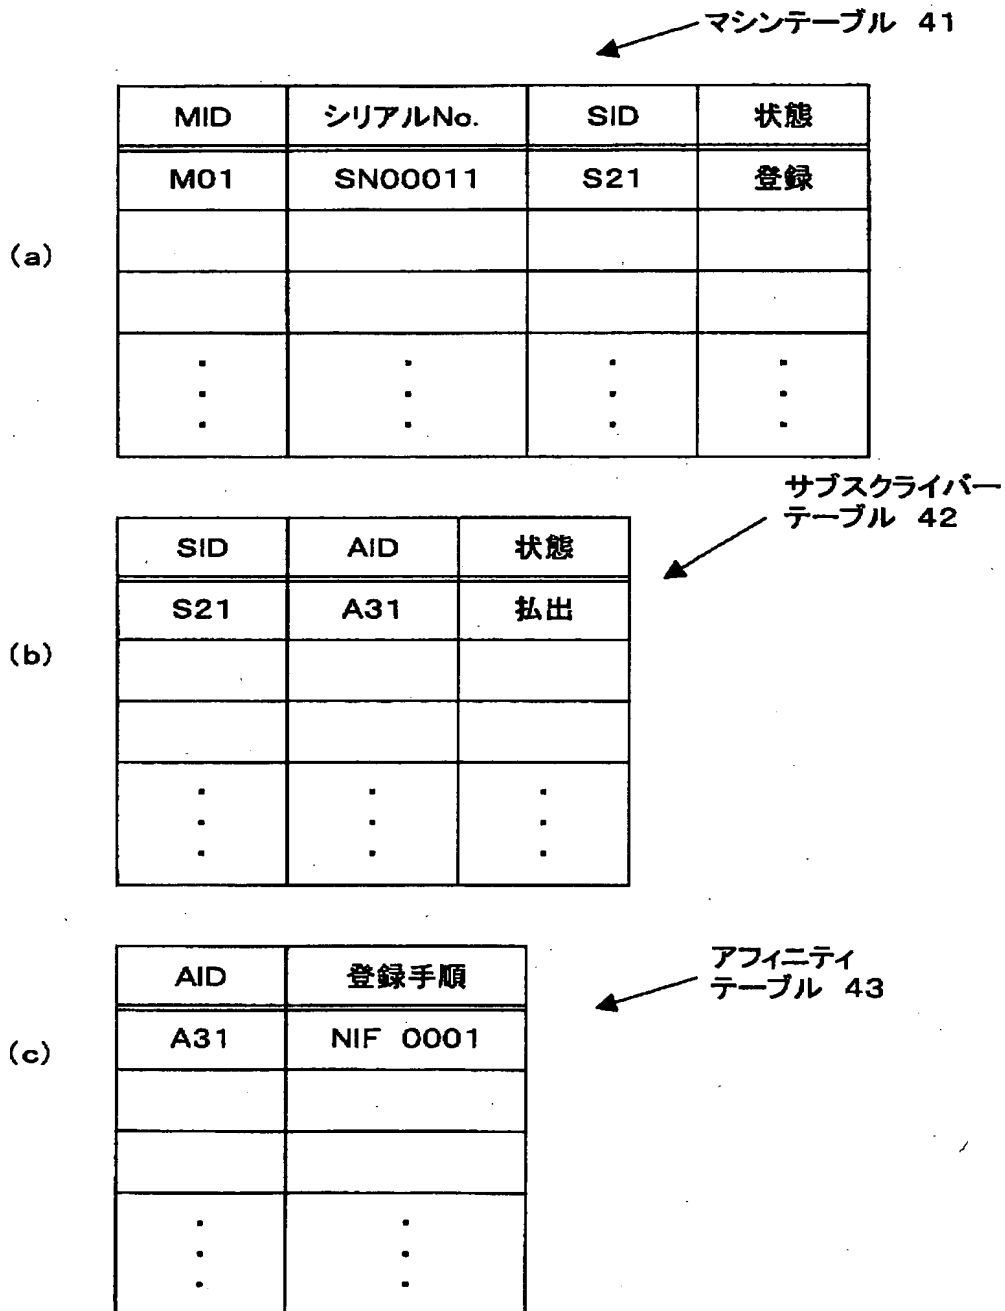 マシンテーブル 41
MID シリアルNo. SID 状態
M01 SN00011 S21 登録
(a)
サブスクライバー
テーブル 42
SID AID 状態
S21 A31 払出
(b)
アフィニティ
テーブル 43
AID 登録手順
A31 NIF 0001
(c)